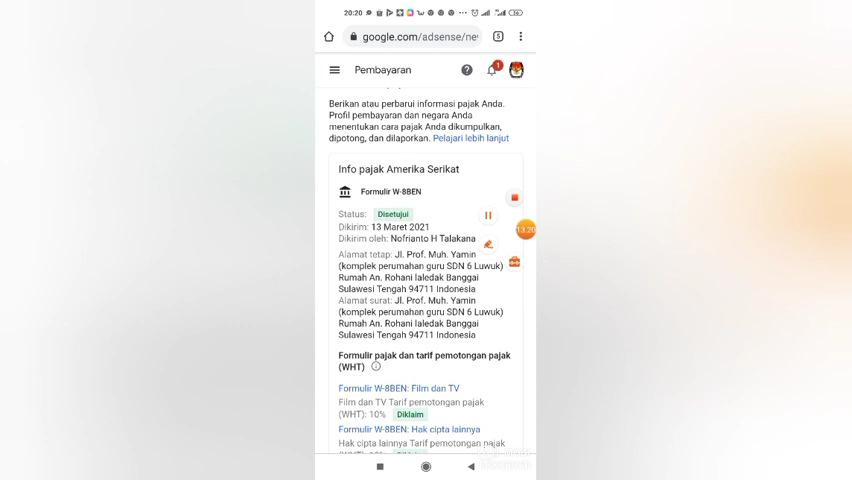 20:20
google.com/adsense/new
5
Pembayaran
1
Berikan atau perbarui informasi pajak Anda.
Profil pembayaran dan negara Anda
menentukan cara pajak Anda dikumpulkan,
dipotong, dan dilaporkan. Pelajari lebih lanjut
Info pajak Amerika Serikat
Formulir W-8BEN
Status: Disetujui
Dikirim: 13 Maret 2021
13.20
Dikirim oleh: Nofrianto H Talakana
Alamat tetap: Jl. Prof. Muh. Yamin
(komplek perumahan guru SDN 6 Luwuk)
Rumah An. Rohani laledak Banggai
Sulawesi Tengah 94711 Indonesia
Alamat surat: Jl. Prof. Muh. Yamin
(komplek perumahan guru SDN 6 Luwuk)
Rumah An. Rohani laledak Banggai
Sulawesi Tengah 94711 Indonesia
Formulir pajak dan tarif pemotongan pajak
(WHT)
Formulir W-8BEN: Film dan TV
Film dan TV Tarif pemotongan pajak
(WHT): 10% Diklaim
Formulir W-8BEN: Hak cipta lainnya
Hak cipta lainnya Tarif pemotongan pajak